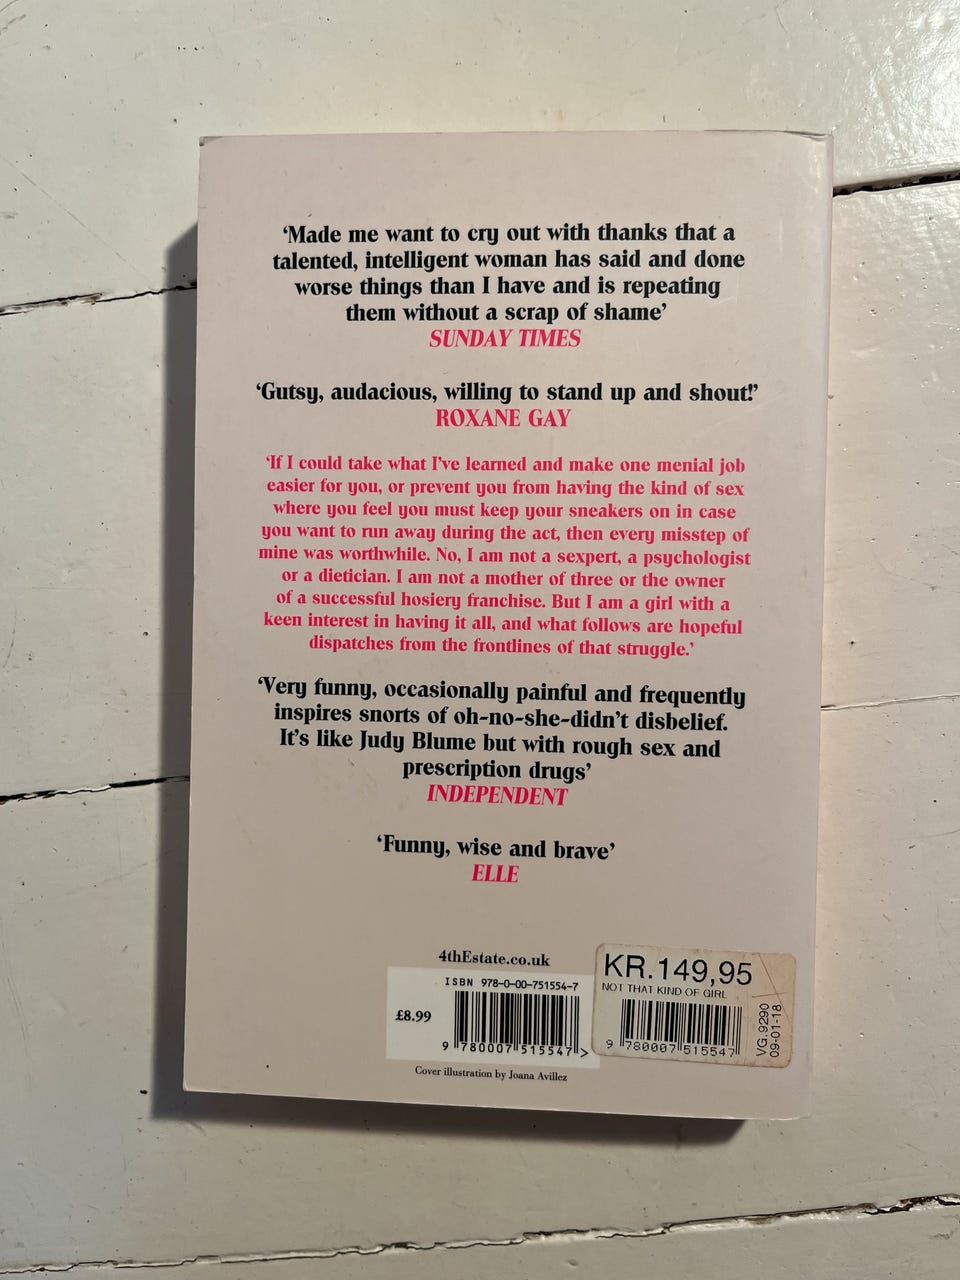 ‘Made me want to cry out with thanks that a
talented, intelligent woman has said and done
worse things than I have and is repeating
them without a scrap of shame’
SUNDAY TIMES
‘Gutsy, audacious, willing to stand up and shout!’
ROXANE GAY
‘If I could take what I’ve learned and make one menial job
easier for you, or prevent you from having the kind of sex
where you feel you must keep your sneakers on in case
you want to run away during the act, then every misstep of
mine was worthwhile. No, I am not a sexpert, a psychologist
or a dietician. I am not a mother of three or the owner
of a successful hosiery franchise. But I am a girl with a
keen interest in having it all, and what follows are hopeful
dispatches from the frontlines of that struggle.’
‘Very funny, occasionally painful and frequently
inspires snorts of oh-no-she-didn’t disbelief.
It’s like Judy Blume but with rough sex and
prescription drugs’
INDEPENDENT
‘Funny, wise and brave’
ELLE
4thEstate.co.uk
ISBN 978-0-00-751554-7
£8.99
9 780007 515547 >
Cover illustration by Joana Avillez
KR.149,95
NOT THAT KIND OF GIRL
9 780007 515547
VG.9290
09-01-18